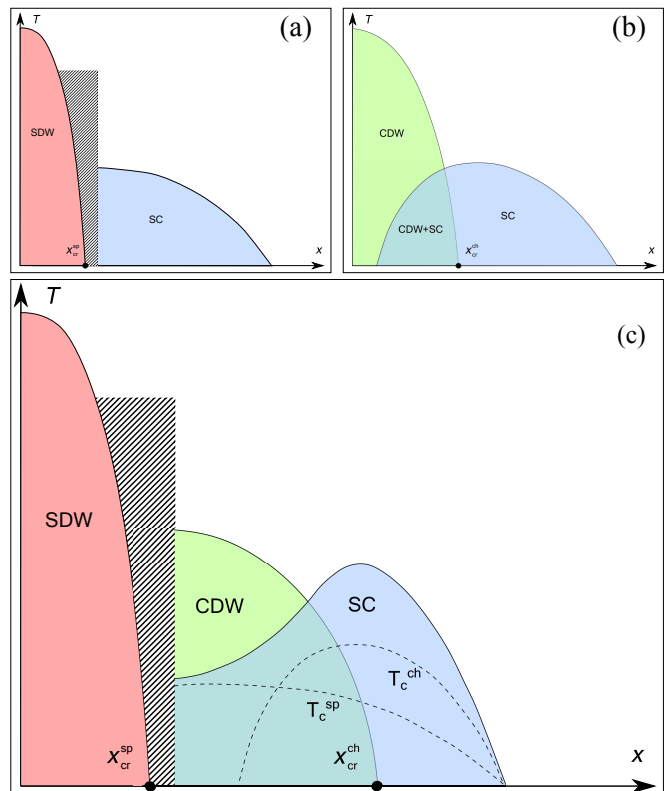 T
(a)
SDW
SC
x_cr^sp
x
T
(b)
CDW
CDW+SC
SC
x_cr^ch
x
T
(c)
SDW
CDW
SC
T_c^ch
T_c^sp
x_cr^sp
x_cr^ch
x